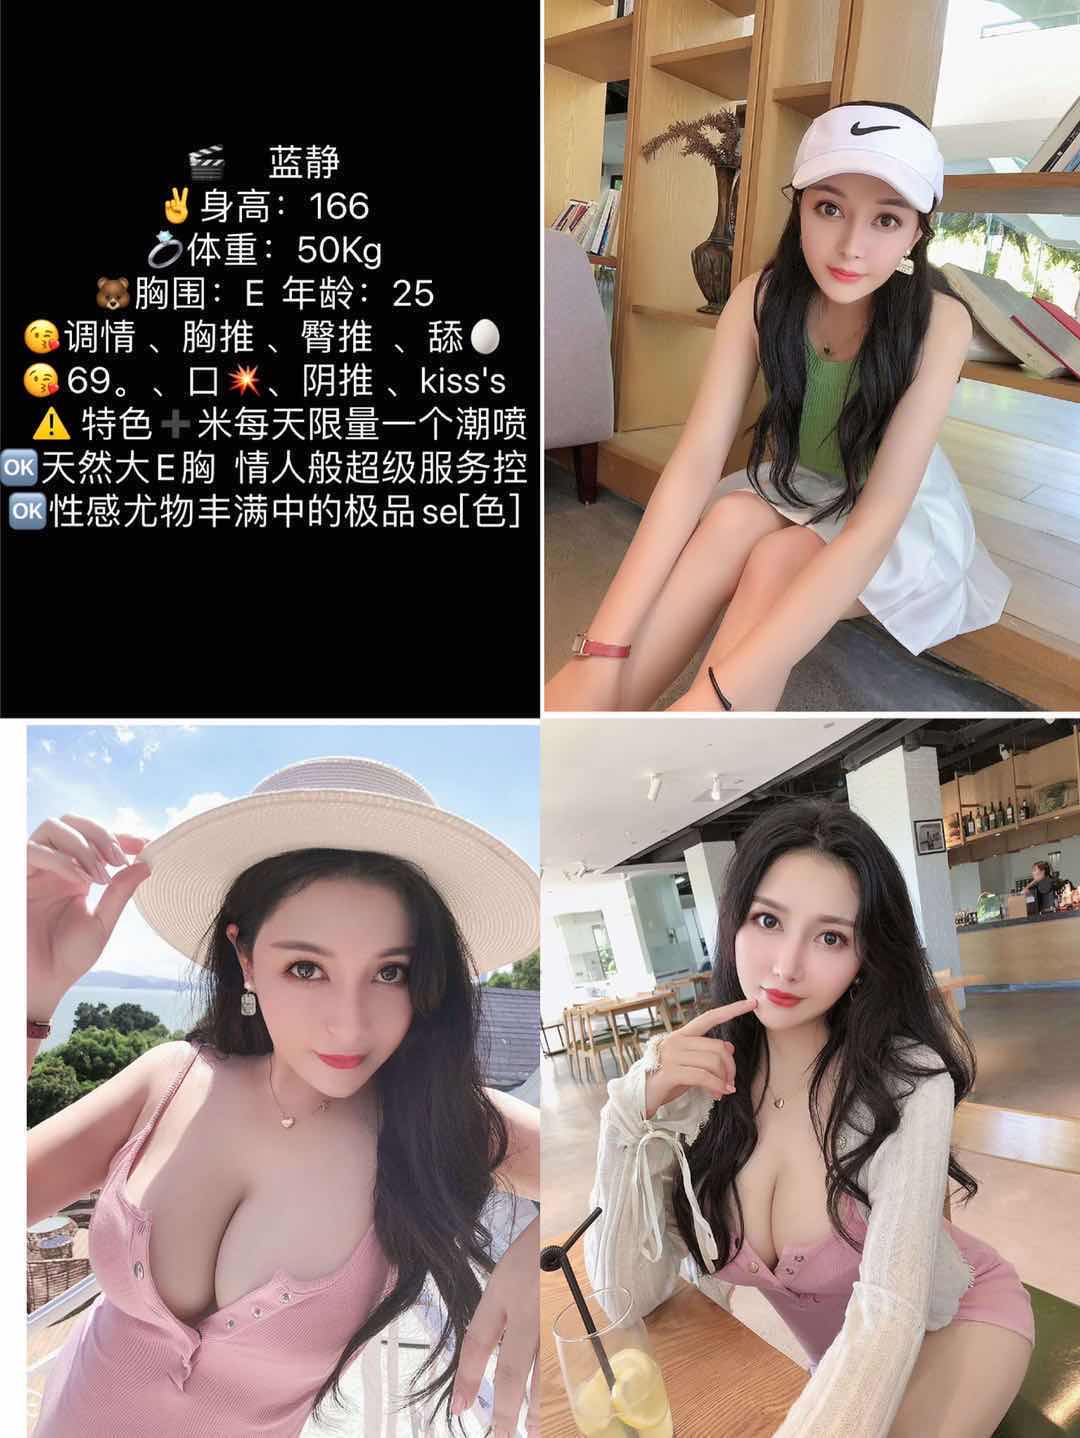 🎬 蓝静
✌️身高：166
💍体重：50Kg
🐻胸围：E 年龄：25
😘调情 、胸推 、臀推 、舔🥚
😘69。、口💥、阴推 、kiss's
⚠️ 特色➕米每天限量一个潮喷
🆗天然大E胸 情人般超级服务控
🆗性感尤物丰满中的极品se[色]